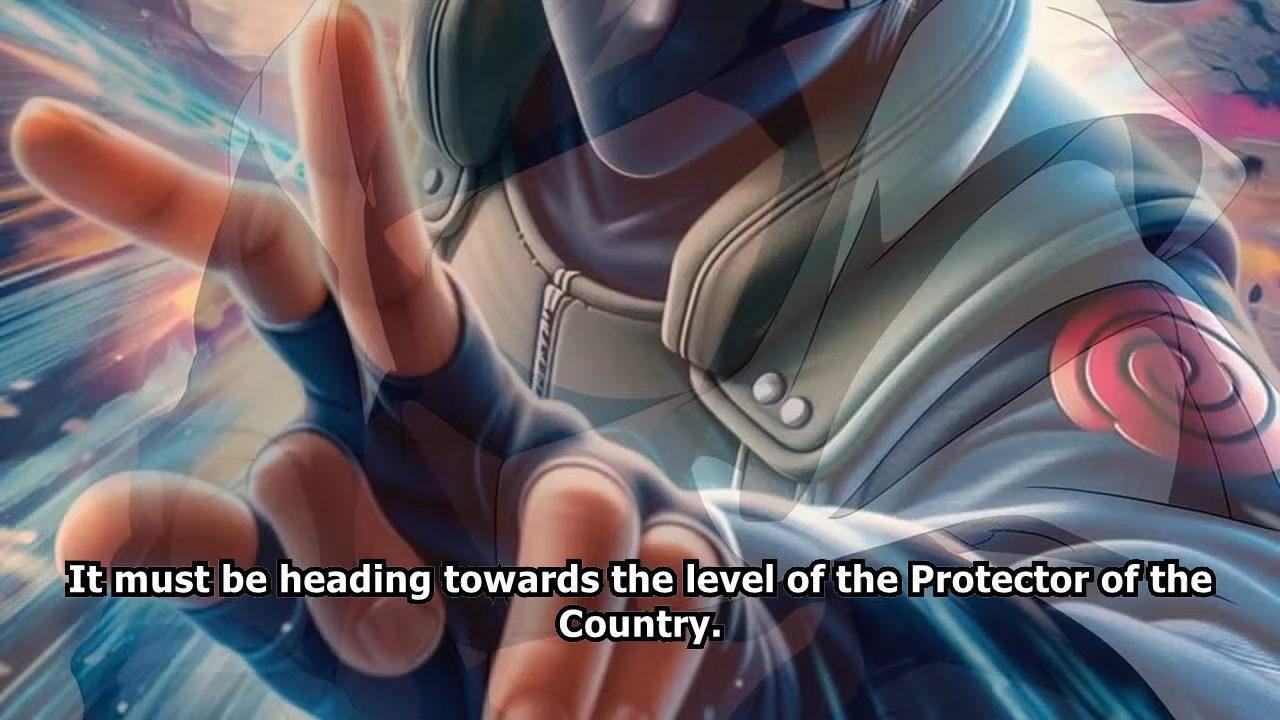 It must be heading towards the level of the Protector of the
Country.